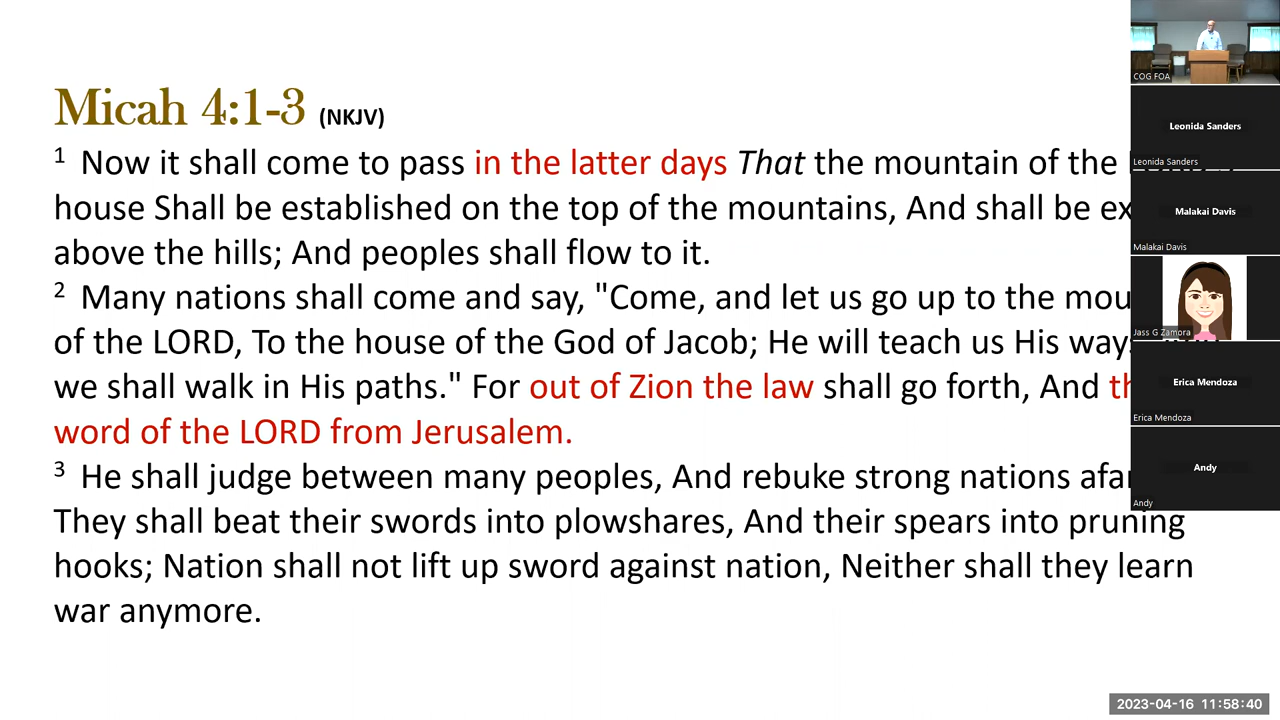 Micah 4:1-3 (NKJV)
1 Now it shall come to pass in the latter days That the mountain of the
house Shall be established on the top of the mountains, And shall be
above the hills; And peoples shall flow to it.
2 Many nations shall come and say, "Come, and let us go up to the
of the LORD, To the house of the God of Jacob; He will teach us His
we shall walk in His paths." For out of Zion the law shall go forth, And
word of the LORD from Jerusalem.
3 He shall judge between many peoples, And rebuke strong nations
They shall beat their swords into plowshares, And their spears into pruning
hooks; Nation shall not lift up sword against nation, Neither shall they learn
war anymore.
COG FOA
Leonida Sanders
Leonida Sanders
Malakai Davis
Malakai Davis
Jass G Zamora
Erica Mendoza
Erica Mendoza
Andy
Andy
2023-04-16 11:58:40